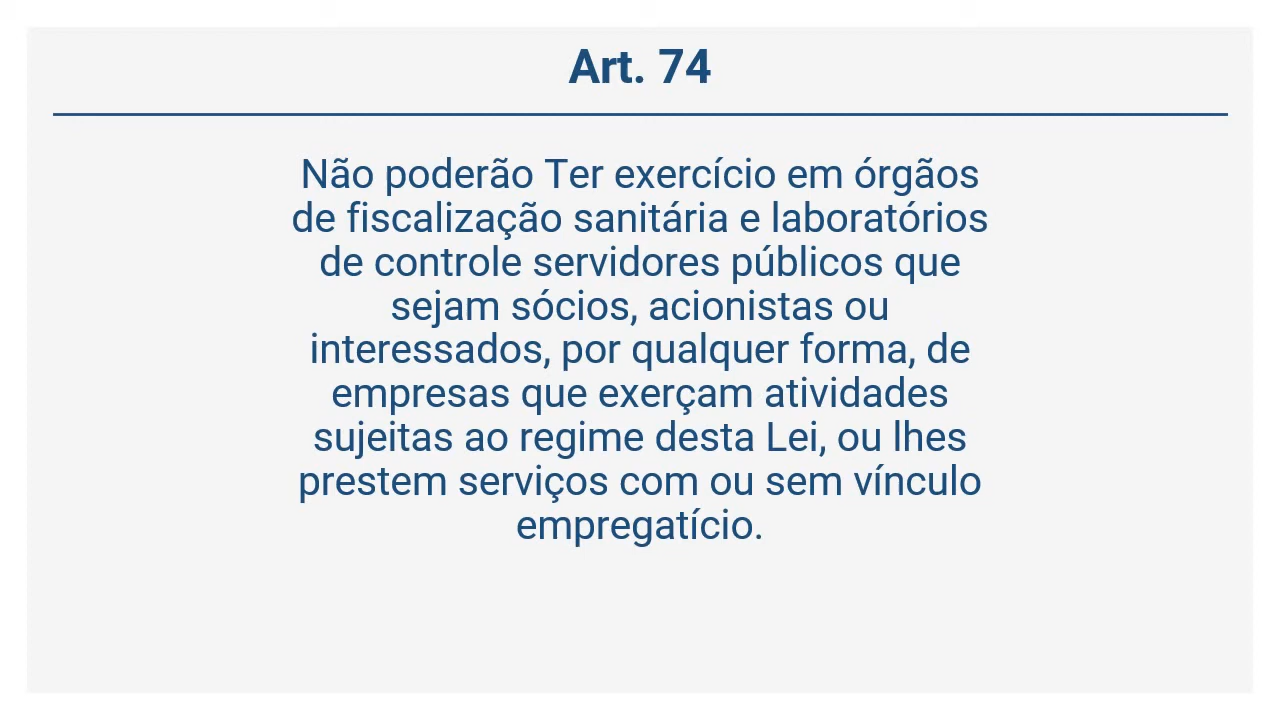 Art. 74
Não poderão Ter exercício em órgãos
de fiscalização sanitária e laboratórios
de controle servidores públicos que
sejam sócios, acionistas ou
interessados, por qualquer forma, de
empresas que exerçam atividades
sujeitas ao regime desta Lei, ou lhes
prestem serviços com ou sem vínculo
empregatício.